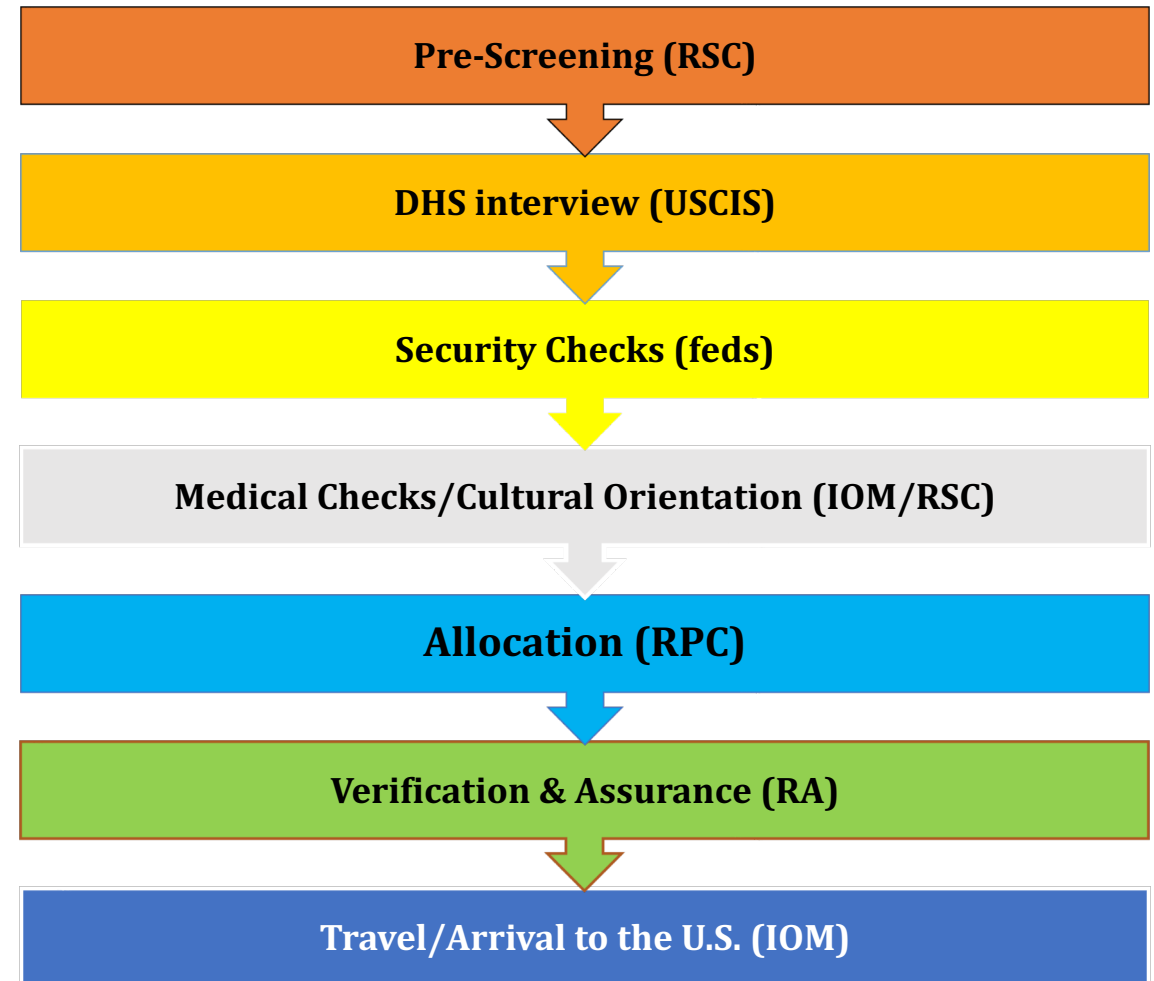 Pre-Screening (RSC)
DHS interview (USCIS)
Security Checks (feds)
Medical Checks/Cultural Orientation (IOM/RSC)
Allocation (RPC)
Verification & Assurance (RA)
Travel/Arrival to the U.S. (IOM)